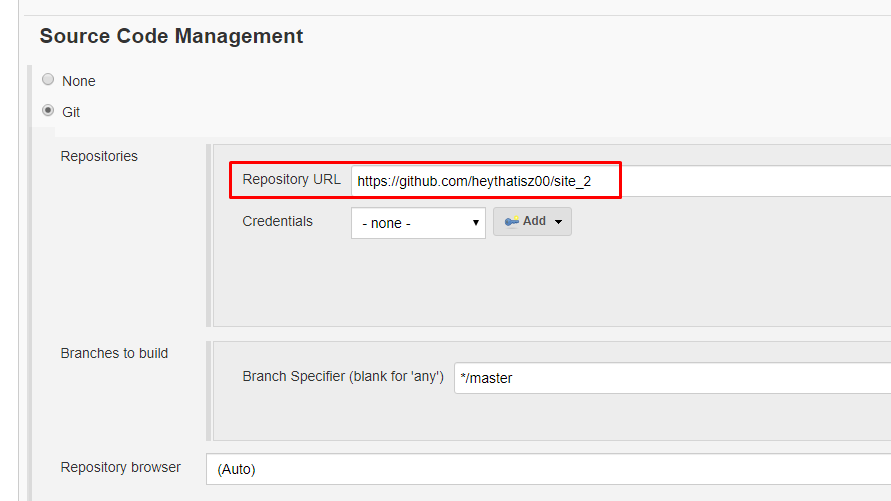 Source Code Management
None
Git
Repositories
Repository URL https://github.com/heythatisz00/site_2
Credentials - none - Add
Branches to build
Branch Specifier (blank for 'any') */master
Repository browser (Auto)